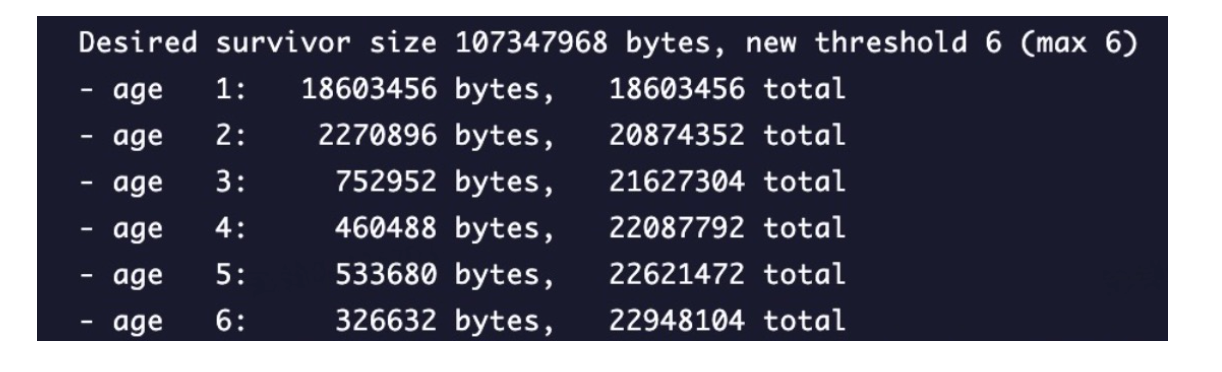 Desired survivor size 107347968 bytes, new threshold 6 (max 6)
- age   1:   18603456 bytes,   18603456 total
- age   2:    2270896 bytes,   20874352 total
- age   3:     752952 bytes,   21627304 total
- age   4:     460488 bytes,   22087792 total
- age   5:     533680 bytes,   22621472 total
- age   6:     326632 bytes,   22948104 total